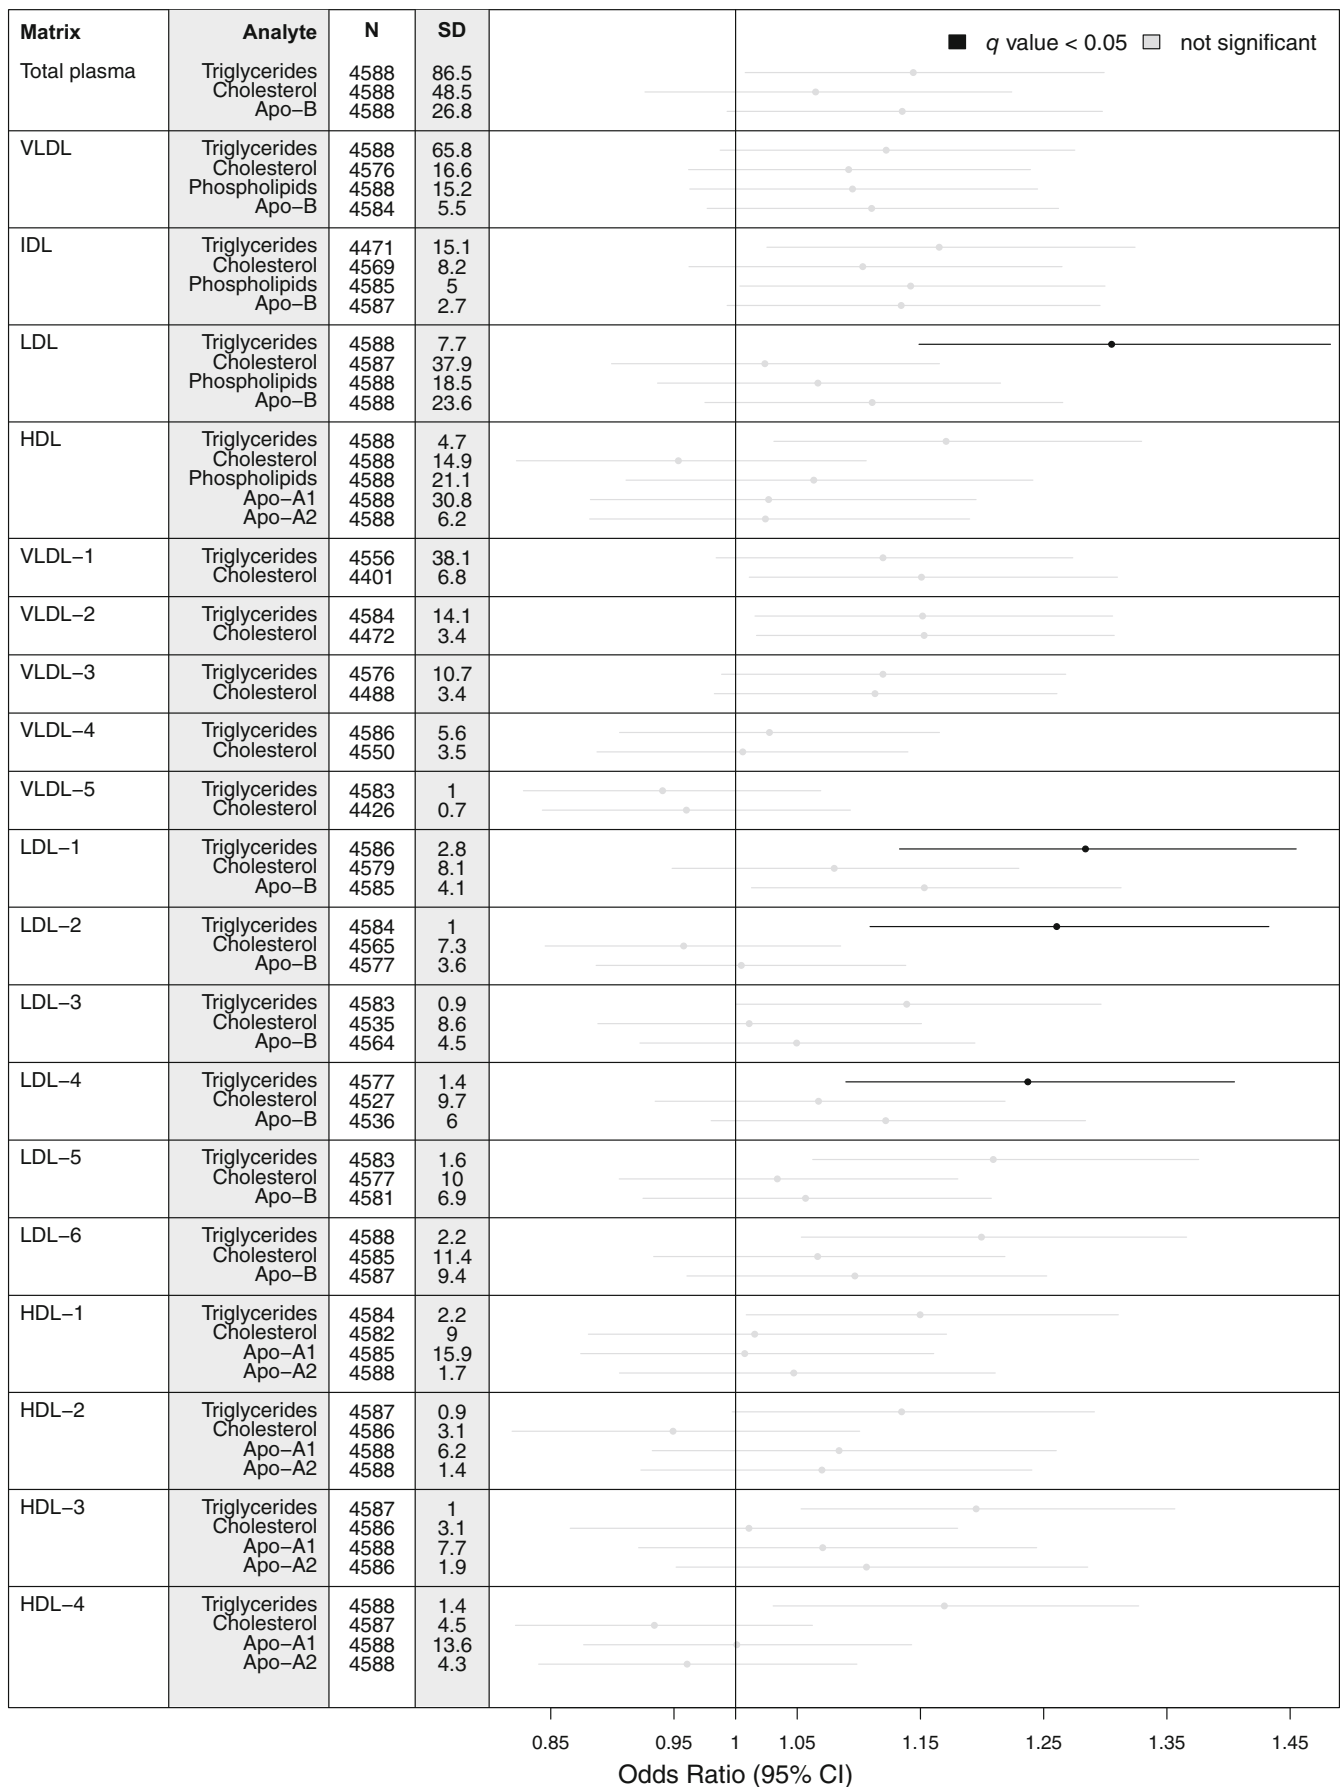 Matrix Analyte N SD
q value < 0.05 not significant
Total plasma Triglycerides 4588 86.5
Cholesterol 4588 48.5
Apo−B 4588 26.8
VLDL Triglycerides 4588 65.8
Cholesterol 4576 16.6
Phospholipids 4588 15.2
Apo−B 4584 5.5
IDL Triglycerides 4471 15.1
Cholesterol 4569 8.2
Phospholipids 4585 5
Apo−B 4587 2.7
LDL Triglycerides 4588 7.7
Cholesterol 4587 37.9
Phospholipids 4588 18.5
Apo−B 4588 23.6
HDL Triglycerides 4588 4.7
Cholesterol 4588 14.9
Phospholipids 4588 21.1
Apo−A1 4588 30.8
Apo−A2 4588 6.2
VLDL−1 Triglycerides 4556 38.1
Cholesterol 4401 6.8
VLDL−2 Triglycerides 4584 14.1
Cholesterol 4472 3.4
VLDL−3 Triglycerides 4576 10.7
Cholesterol 4488 3.4
VLDL−4 Triglycerides 4586 5.6
Cholesterol 4550 3.5
VLDL−5 Triglycerides 4583 1
Cholesterol 4426 0.7
LDL−1 Triglycerides 4586 2.8
Cholesterol 4579 8.1
Apo−B 4585 4.1
LDL−2 Triglycerides 4584 1
Cholesterol 4565 7.3
Apo−B 4577 3.6
LDL−3 Triglycerides 4583 0.9
Cholesterol 4535 8.6
Apo−B 4564 4.5
LDL−4 Triglycerides 4577 1.4
Cholesterol 4527 9.7
Apo−B 4536 6
LDL−5 Triglycerides 4583 1.6
Cholesterol 4577 10
Apo−B 4581 6.9
LDL−6 Triglycerides 4588 2.2
Cholesterol 4585 11.4
Apo−B 4587 9.4
HDL−1 Triglycerides 4584 2.2
Cholesterol 4582 9
Apo−A1 4585 15.9
Apo−A2 4588 1.7
HDL−2 Triglycerides 4587 0.9
Cholesterol 4586 3.1
Apo−A1 4588 6.2
Apo−A2 4588 1.4
HDL−3 Triglycerides 4587 1
Cholesterol 4586 3.1
Apo−A1 4588 7.7
Apo−A2 4586 1.9
HDL−4 Triglycerides 4588 1.4
Cholesterol 4587 4.5
Apo−A1 4588 13.6
Apo−A2 4588 4.3
0.85 0.95 1 1.05 1.15 1.25 1.35 1.45
Odds Ratio (95% CI)